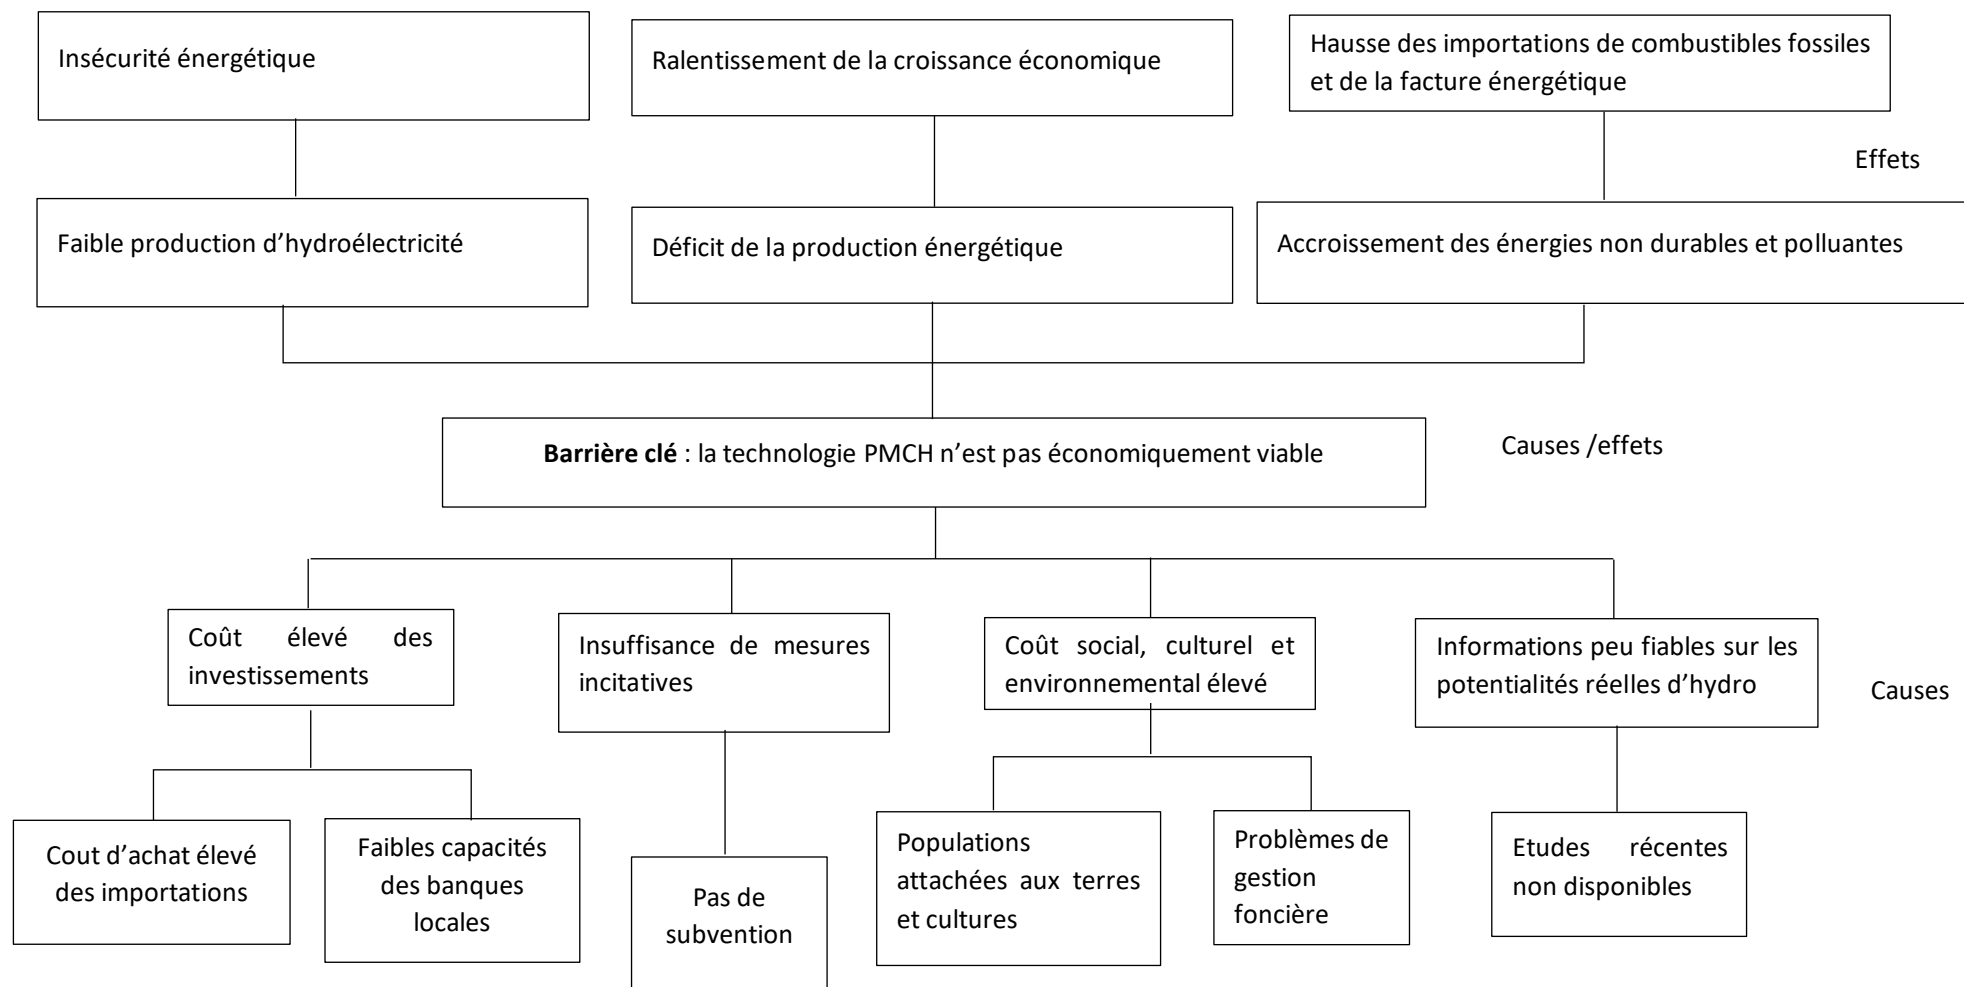 Insécurité énergétique
Ralentissement de la croissance économique
Hausse des importations de combustibles fossiles
et de la facture énergétique
Effets
Faible production d’hydroélectricité
Déficit de la production énergétique
Accroissement des énergies non durables et polluantes
Barrière clé : la technologie PMCH n’est pas économiquement viable
Causes /effets
Coût élevé des
investissements
Insuffisance de mesures
incitatives
Coût social, culturel et
environnemental élevé
Informations peu fiables sur les
potentialités réelles d’hydro
Causes
Cout d’achat élevé
des importations
Faibles capacités
des banques
locales
Pas de
subvention
Populations
attachées aux terres
et cultures
Problèmes de
gestion
foncière
Etudes récentes
non disponibles